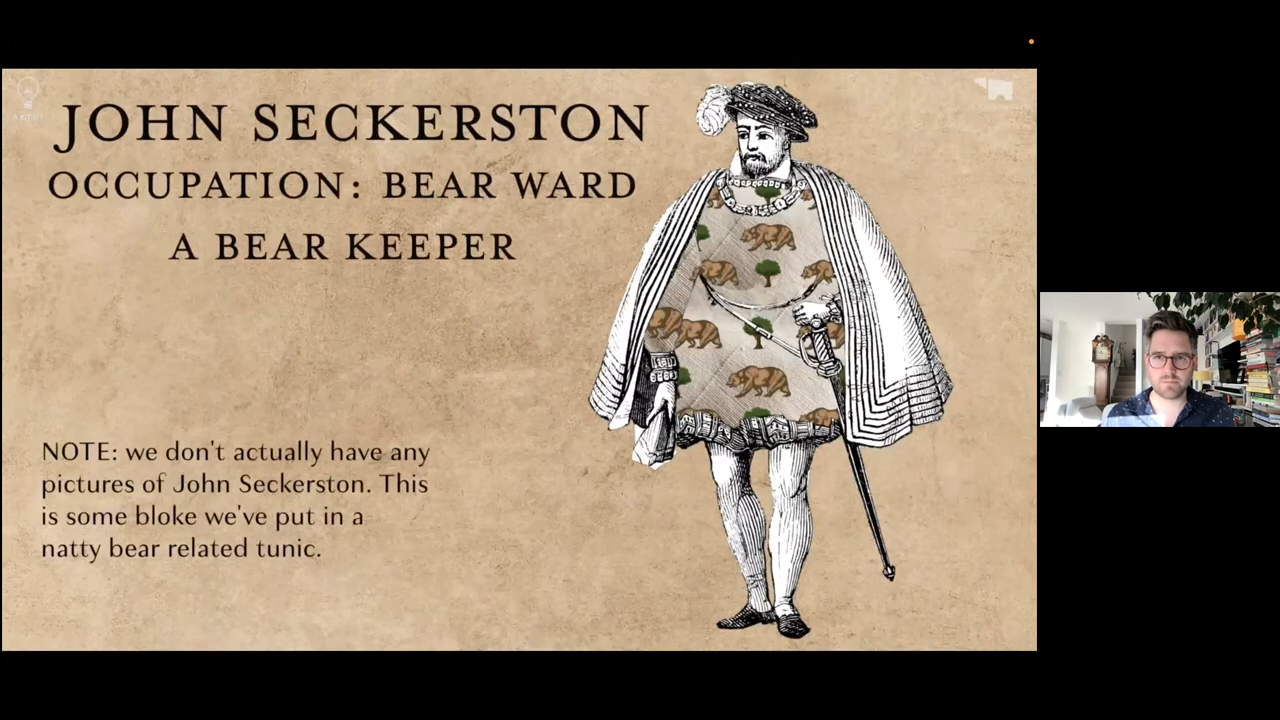 JOHN SECKERSTON
OCCUPATION: BEAR WARD
A BEAR KEEPER
NOTE: we don't actually have any
pictures of John Seckerston. This
is some bloke we've put in a
natty bear related tunic.